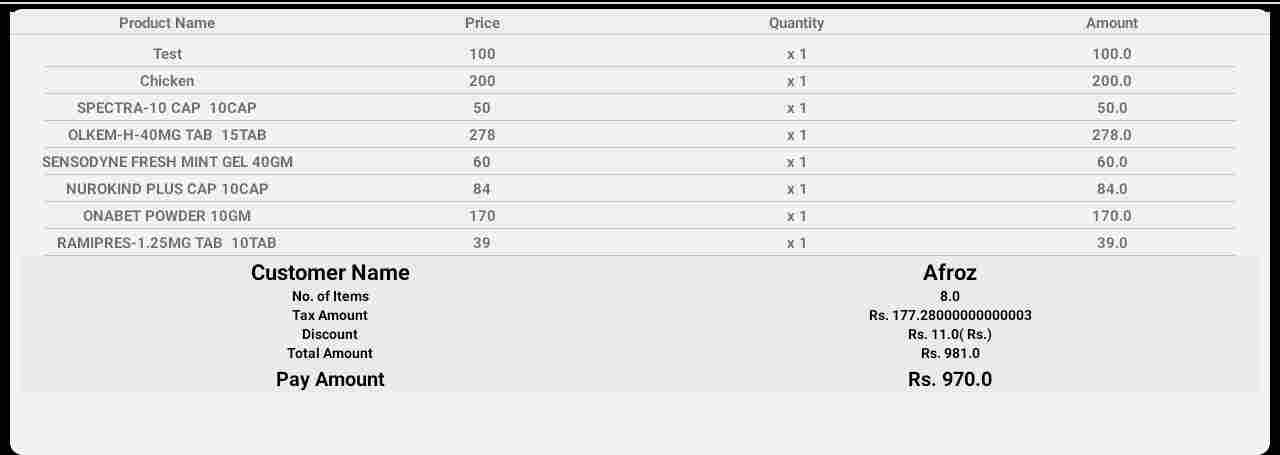 Product Name Price Quantity Amount
Test 100 x 1 100.0
Chicken 200 x 1 200.0
SPECTRA-10 CAP  10CAP 50 x 1 50.0
OLKEM-H-40MG TAB  15TAB 278 x 1 278.0
SENSODYNE FRESH MINT GEL 40GM 60 x 1 60.0
NUROKIND PLUS CAP 10CAP 84 x 1 84.0
ONABET POWDER 10GM 170 x 1 170.0
RAMIPRES-1.25MG TAB  10TAB 39 x 1 39.0
Customer Name Afroz
No. of Items 8.0
Tax Amount Rs. 177.28000000000003
Discount Rs. 11.0( Rs.)
Total Amount Rs. 981.0
Pay Amount Rs. 970.0